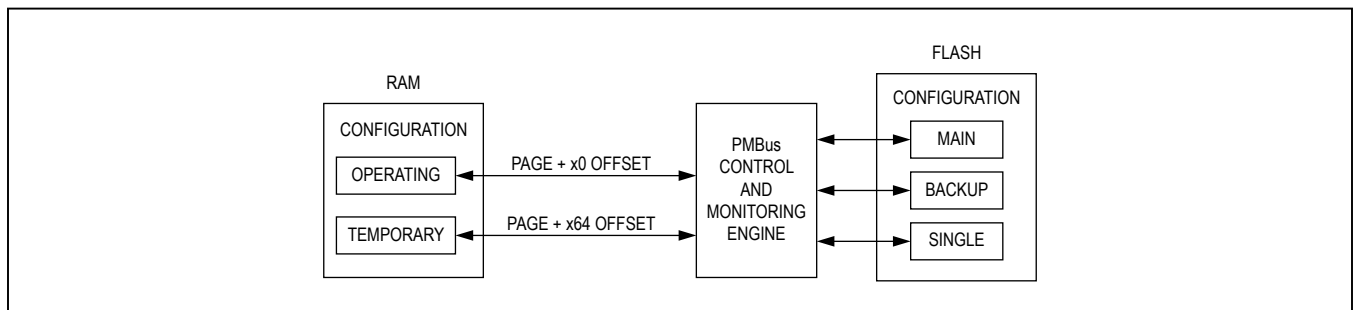 RAM
CONFIGURATION
OPERATING
TEMPORARY
PAGE + x0 OFFSET
PAGE + x64 OFFSET
PMBus
CONTROL
AND
MONITORING
ENGINE
FLASH
CONFIGURATION
MAIN
BACKUP
SINGLE